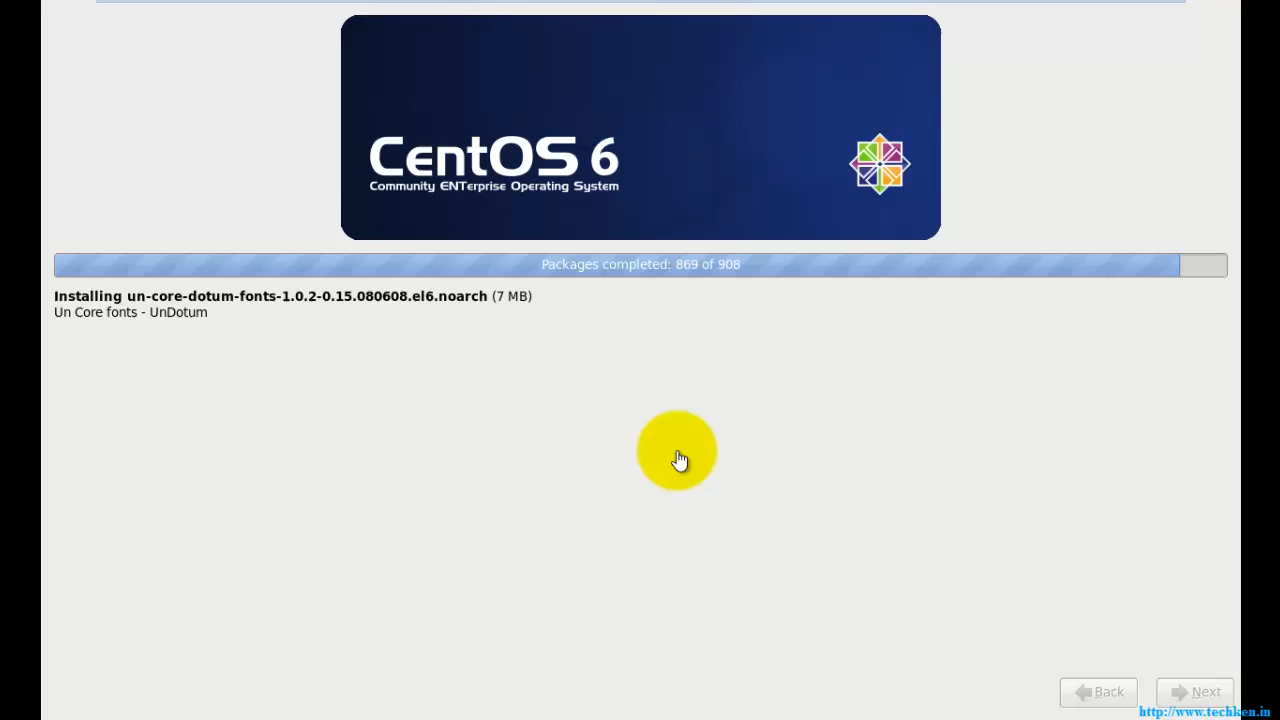 CentOS 6
Community ENTerprise Operating System
Packages completed: 869 of 908
Installing un-core-dotum-fonts-1.0.2-0.15.080608.el6.noarch (7 MB)
Un Core fonts - UnDotum
Back Next
http://www.techken.in